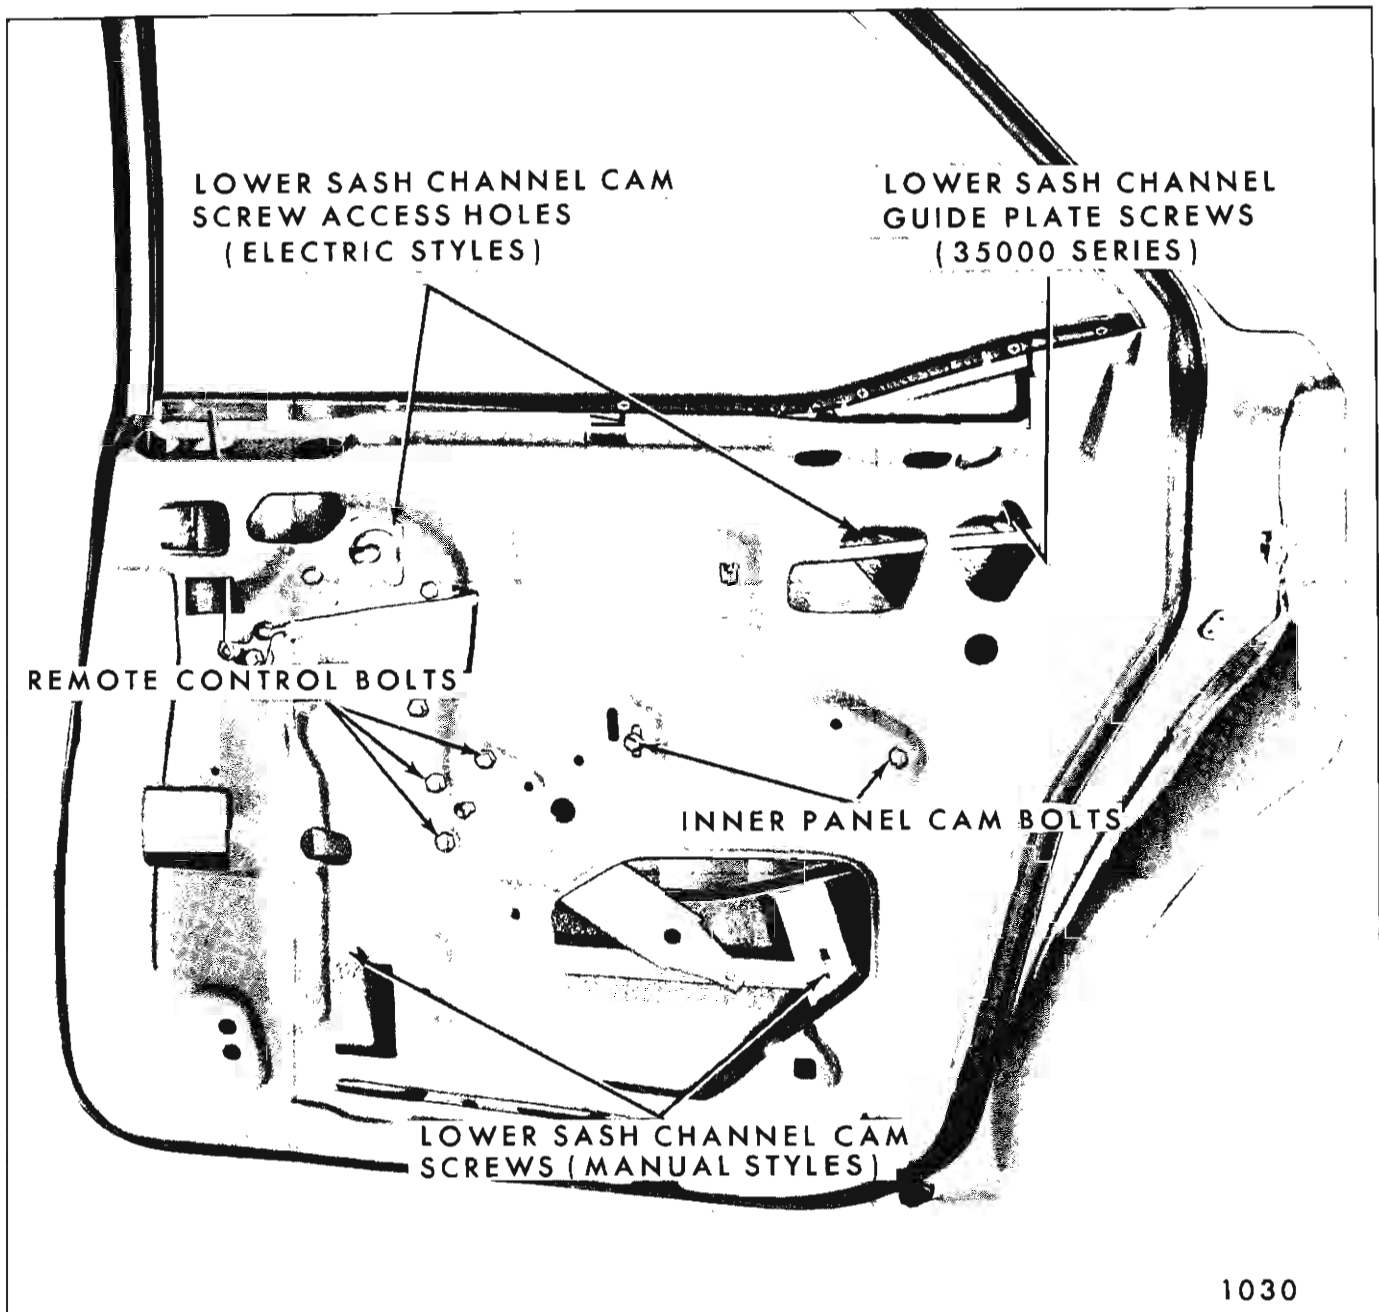 LOWER SASH CHANNEL CAM
SCREW ACCESS HOLES
(ELECTRIC STYLES)
LOWER SASH CHANNEL
GUIDE PLATE SCREWS
(35000 SERIES)
REMOTE CONTROL BOLTS
INNER PANEL CAM BOLTS
LOWER SASH CHANNEL CAM
SCREWS (MANUAL STYLES)
1030